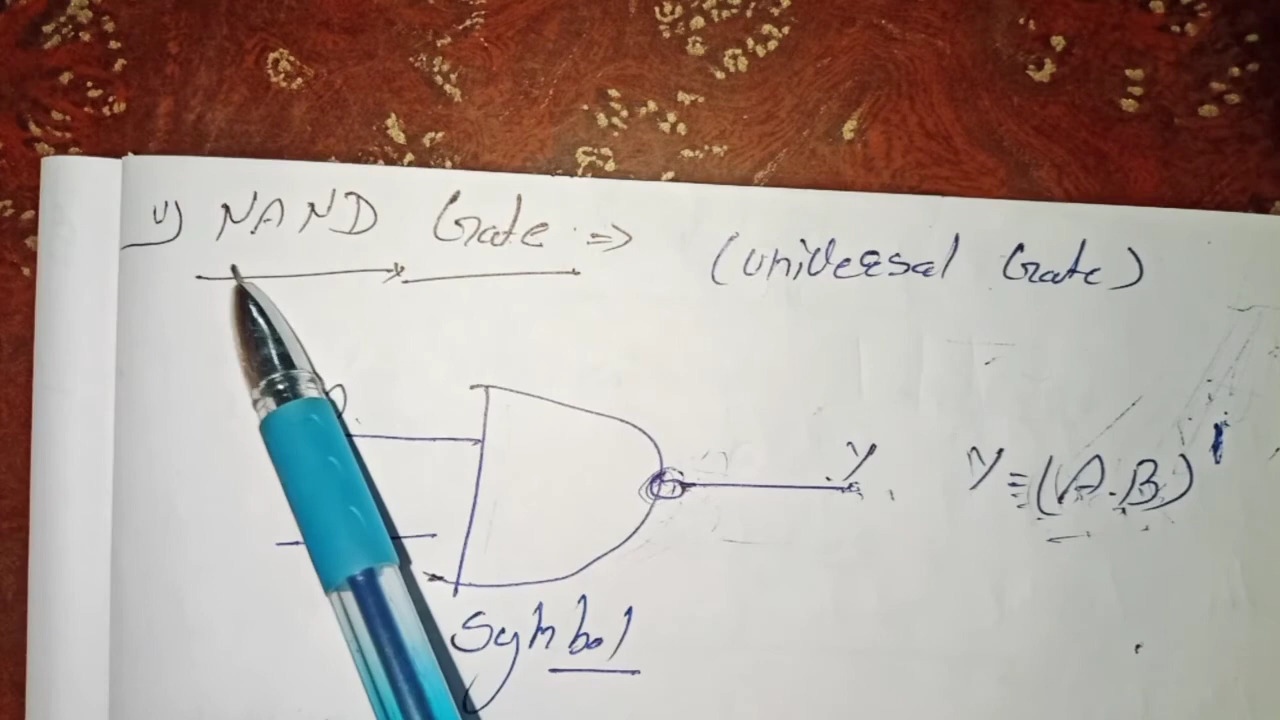 NAND Gate ⇒ (universal Gate)
Y
Y = (A.B)'
Symbol